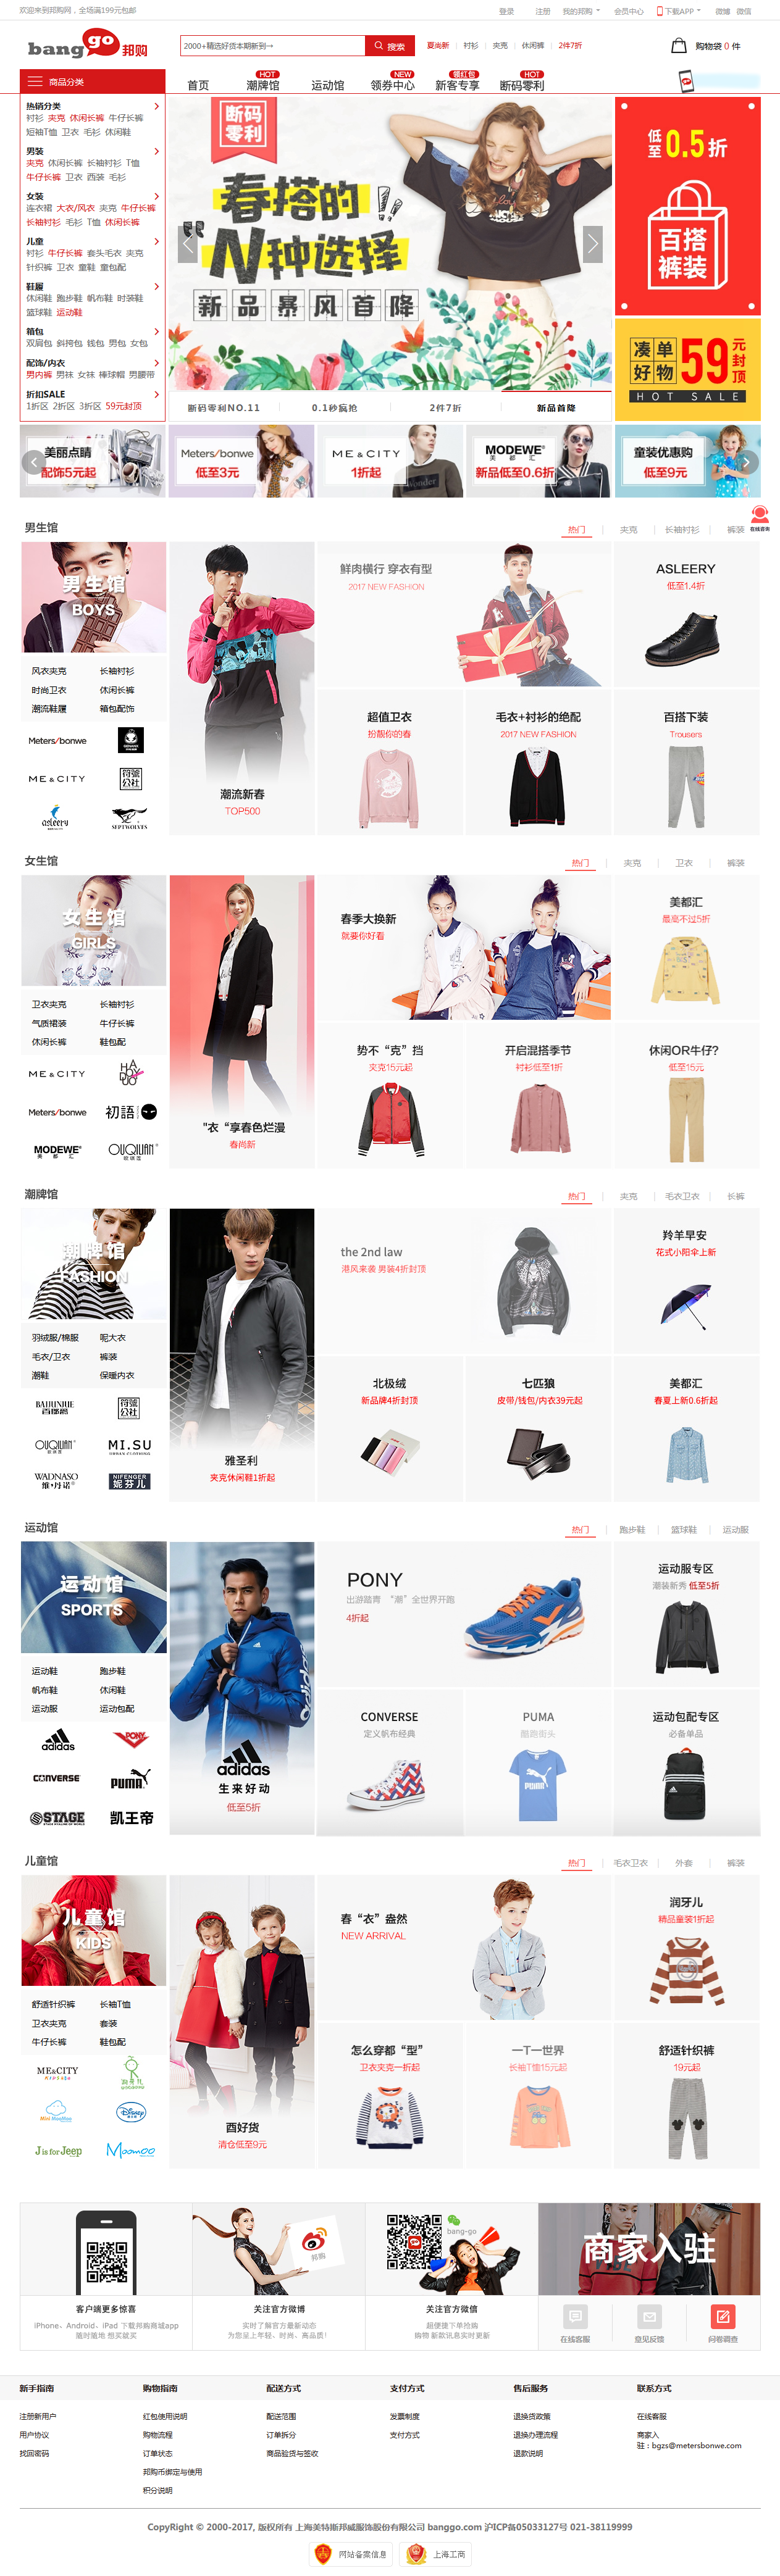 欢迎来到邦购网，全场满199元包邮
登录 注册 我的邦购 会员中心 下载APP 微博 微信
banggo邦购
2000+精选好货本期新到→ 搜索
夏尚新 衬衫 夹克 休闲裤 2件7折
购物袋 0 件
商品分类
首页 潮牌馆 运动馆 领券中心 新客专享 断码零利
HOT NEW 领红包 HOT
热销分类
衬衫 夹克 休闲长裤 牛仔长裤
短袖T恤 卫衣 毛衫 休闲鞋
男装
夹克 休闲长裤 长袖衬衫 T恤
牛仔长裤 卫衣 西装 毛衫
女装
连衣裙 大衣/风衣 夹克 牛仔长裤
长袖衬衫 毛衫 T恤 休闲长裤
儿童
衬衫 牛仔长裤 套头毛衣 夹克
针织裤 卫衣 童鞋 童包配
鞋履
休闲鞋 跑步鞋 帆布鞋 时装鞋
篮球鞋 运动鞋
箱包
双肩包 斜挎包 钱包 男包 女包
配饰/内衣
男内裤 男袜 女袜 棒球帽 男腰带
折扣SALE
1折区 2折区 3折区 59元封顶
断码
零利
春搭的
N种选择
新品暴风首降
断码零利NO.11 0.1秒疯抢 2件7折 新品首降
低至0.5折
百搭
裤装
凑单
好物
59元封顶
HOT SALE
美丽点睛
配饰5元起
Meters/bonwe
低至3元
ME&CITY
1折起
MODEWE
美都汇
新品低至0.6折
童装优惠购
低至9元
在线咨询
男生馆
热门 夹克 长袖衬衫 裤装
男生馆
BOYS
风衣夹克 长袖衬衫
时尚卫衣 休闲长裤
潮流鞋履 箱包配饰
Meters/bonwe
ME&CITY 符號公社
asleery SEPTWOLVES
潮流新春
TOP500
鲜肉横行 穿衣有型
2017 NEW FASHION
ASLEERY
低至1.4折
超值卫衣
扮靓你的春
毛衣+衬衫的绝配
2017 NEW FASHION
百搭下装
Trousers
女生馆
热门 夹克 卫衣 裤装
女生馆
GIRLS
卫衣夹克 长袖衬衫
气质裙装 牛仔长裤
休闲长裤 鞋包配
ME&CITY
Meters/bonwe 初語
MODEWE 美都汇 OUQIUAN
"衣“享春色烂漫
春尚新
春季大换新
就要你好看
美都汇
最高不过5折
势不“克”挡
夹克15元起
开启混搭季节
衬衫低至1折
休闲OR牛仔?
低至15元
潮牌馆
热门 夹克 毛衣卫衣 长裤
潮牌馆
FASHION
羽绒服/棉服 呢大衣
毛衣/卫衣 裤装
潮鞋 保暖内衣
符號公社
OUQIUAN MI.SU
WADNASO 维·丹诺 NIFENGER 妮芬儿
雅圣利
夹克休闲鞋1折起
the 2nd law
港风来袭 男装4折封顶
羚羊早安
花式小阳伞上新
北极绒
新品牌4折封顶
七匹狼
皮带/钱包/内衣39元起
美都汇
春夏上新0.6折起
运动馆
热门 跑步鞋 篮球鞋 运动服
运动馆
SPORTS
运动鞋 跑步鞋
帆布鞋 休闲鞋
运动服 运动包配
adidas PONY
CONVERSE PUMA
STAGE 凯王帝
adidas
生来好动
低至5折
PONY
出游踏青 “潮”全世界开跑
4折起
运动服专区
潮装新秀 低至5折
CONVERSE
定义帆布经典
PUMA
酷跑街头
运动包配专区
必备单品
儿童馆
热门 毛衣卫衣 外套 裤装
儿童馆
KIDS
舒适针织裤 长袖T恤
卫衣夹克 套装
牛仔长裤 鞋包配
ME&CITY
Mini MooMoo Disney
J is for Jeep Moomoo
酉好货
清仓低至9元
春“衣”盎然
NEW ARRIVAL
润牙儿
精品童装1折起
怎么穿都“型”
卫衣夹克一折起
一T一世界
长袖T恤15元起
舒适针织裤
19元起
邦购
bang-go
商家入驻
客户端更多惊喜
iPhone、Android、iPad 下载邦购商城app
随时随地 想买就买
关注官方微博
实时了解官方最新动态
为您呈上年轻、时尚、高品质!
关注官方微信
超便捷下单抢购
购物 新款讯息实时更新
在线客服 意见反馈 问卷调查
新手指南 购物指南 配送方式 支付方式 售后服务 联系方式
注册新用户 红包使用说明 配送范围 发票制度 退换货政策 在线客服
用户协议 购物流程 订单拆分 支付方式 退换办理流程 商家入
驻：bgzs@metersbonwe.com
找回密码 订单状态 商品验货与签收 退款说明
邦购币绑定与使用
积分说明
CopyRight © 2000-2017, 版权所有 上海美特斯邦威服饰股份有限公司 banggo.com 沪ICP备05033127号 021-38119999
网站备案信息 上海工商